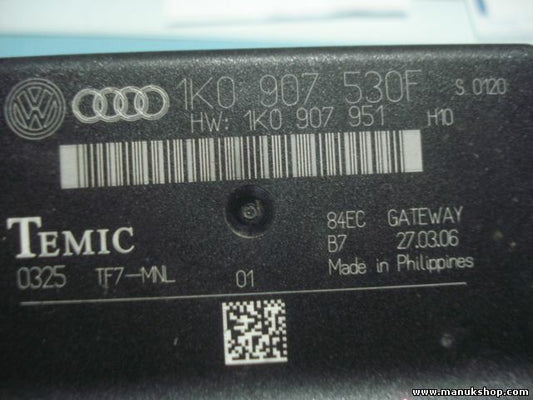 1K0 907 530F S.0120
HW: 1K0 907 951 H10
TEMIC
84EC GATEWAY
B7 27.03.06
Made in Philippines
0325 TF7-MNL 01
www.manukshop.com